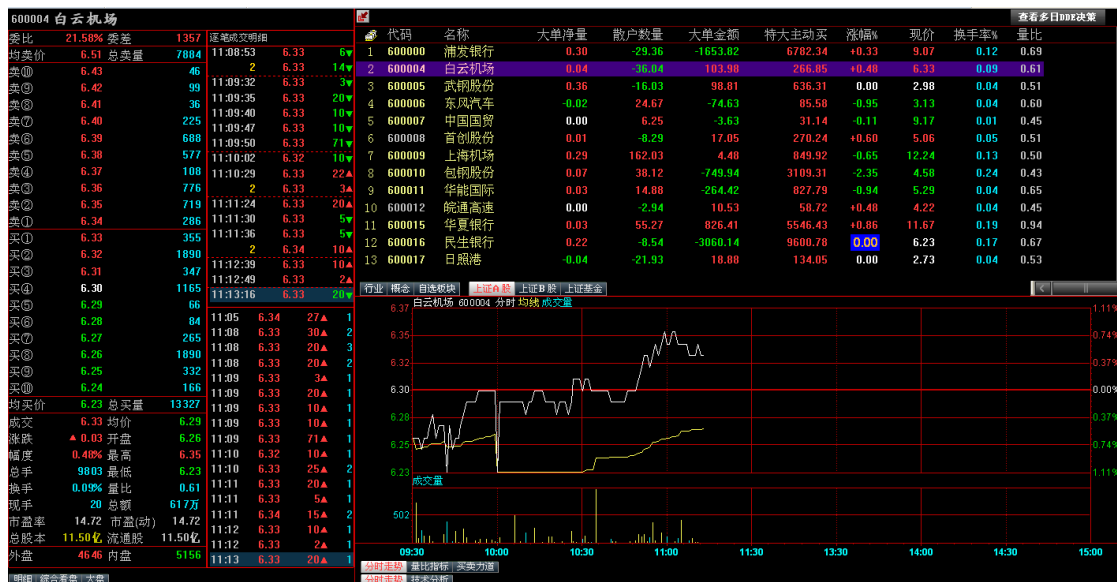 600004 白云机场
委比 21.58% 委差 1357
均卖价 6.51 总卖量 7884
卖⑩ 6.43 46
卖⑨ 6.42 99
卖⑧ 6.41 36
卖⑦ 6.40 225
卖⑥ 6.39 688
卖⑤ 6.38 577
卖④ 6.37 108
卖③ 6.36 776
卖② 6.35 719
卖① 6.34 286
买① 6.33 355
买② 6.32 1890
买③ 6.31 347
买④ 6.30 1165
买⑤ 6.29 66
买⑥ 6.28 84
买⑦ 6.27 265
买⑧ 6.26 1890
买⑨ 6.25 332
买⑩ 6.24 166
均买价 6.23 总买量 13327
成交 6.33 均价 6.29
涨跌 ▲ 0.03 开盘 6.26
幅度 0.48% 最高 6.35
总手 9803 最低 6.23
换手 0.09% 量比 0.61
现手 20 总额 617万
市盈率 14.72 市盈(动) 14.72
总股本 11.50亿 流通股 11.50亿
外盘 4646 内盘 5156
明细 综合看盘 大盘
逐笔成交明细
11:08:53 6.33 6▼
2 6.33 14▼
11:09:32 6.33 3▼
11:09:35 6.33 20▼
11:09:40 6.33 10▼
11:09:47 6.33 10▼
11:09:50 6.33 71▼
11:10:02 6.32 10▼
11:10:29 6.33 22▲
2 6.33 3▲
11:11:24 6.33 20▲
11:11:30 6.33 5▼
11:11:36 6.33 5▼
2 6.34 10▲
11:12:39 6.33 10▲
11:12:49 6.33 2▲
11:13:16 6.33 20▼
11:05 6.34 27▲ 1
11:08 6.33 30▲ 2
11:08 6.33 20▲ 3
11:08 6.33 20▲ 2
11:09 6.33 3▲ 1
11:09 6.33 20▲ 1
11:09 6.33 10▲ 1
11:09 6.33 10▲ 1
11:09 6.33 71▲ 1
11:10 6.32 10▲ 1
11:10 6.33 25▲ 2
11:11 6.33 20▲ 1
11:11 6.33 5▲ 1
11:11 6.34 15▲ 2
11:12 6.33 10▲ 1
11:12 6.33 2▲ 1
11:13 6.33 20▲ 1
查看多日DDE决策
代码 名称 大单净量 散户数量 大单金额 特大主动买 涨幅% 现价 换手率% 量比
1 600000 浦发银行 0.30 -29.36 -1653.82 6782.34 +0.33 9.07 0.12 0.69
2 600004 白云机场 0.04 -36.04 103.98 266.85 +0.48 6.33 0.09 0.61
3 600005 武钢股份 0.36 -16.03 98.81 636.31 0.00 2.98 0.04 0.51
4 600006 东风汽车 -0.02 24.67 -74.63 85.58 -0.95 3.13 0.04 0.60
5 600007 中国国贸 0.00 6.25 -3.63 31.14 -0.11 9.17 0.01 0.45
6 600008 首创股份 0.01 -8.29 17.05 270.24 +0.60 5.06 0.05 0.51
7 600009 上海机场 0.29 162.03 4.48 849.92 -0.65 12.24 0.13 0.50
8 600010 包钢股份 0.07 38.12 -749.94 3109.31 -2.35 4.58 0.24 0.43
9 600011 华能国际 0.03 14.88 -264.42 827.79 -0.94 5.29 0.04 0.65
10 600012 皖通高速 0.00 -2.94 10.53 58.72 +0.48 4.22 0.04 0.45
11 600015 华夏银行 0.03 55.27 826.41 5546.43 +0.86 11.67 0.19 0.94
12 600016 民生银行 0.22 -8.54 -3060.14 9600.78 0.00 6.23 0.17 0.67
13 600017 日照港 -0.04 -21.93 18.88 134.05 0.00 2.73 0.04 0.53
行业 概念 自选板块 上证A股 上证B股 上证基金
白云机场 600004 分时 均线 成交量
6.37 1.11%
6.35 0.74%
6.32 0.37%
6.30 0.00%
6.28 0.37%
6.25 0.74%
6.23 1.11%
成交量
502
09:30 10:00 10:30 11:00 11:30 13:30 14:00 14:30 15:00
分时走势 量比指标 买卖力道
分时走势 技术分析